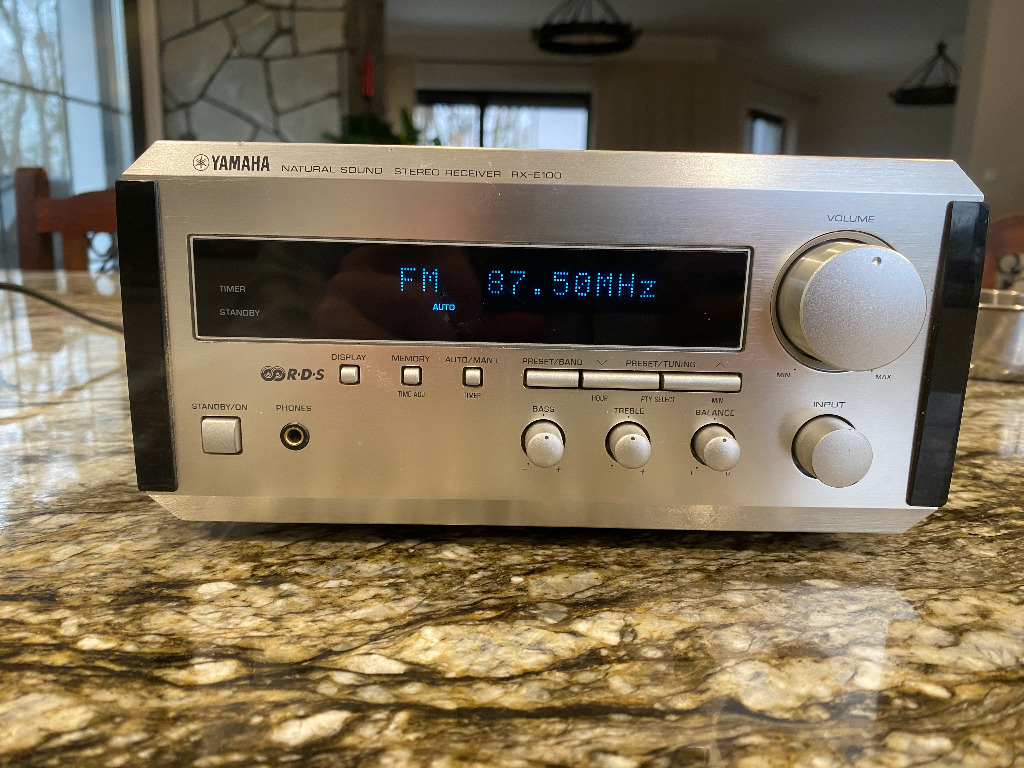 YAMAHA NATURAL SOUND STEREO RECEIVER RX-E100
VOLUME
FM 87.50MHz
AUTO
TIMER
STANDBY
MIN MAX
R·D·S DISPLAY MEMORY AUTO/MAN'L PRESET/BAND PRESET/TUNING
TIME ADJ TIMER HOUR PTY SELECT MIN
STANDBY/ON PHONES BASS TREBLE BALANCE INPUT
- + - + L R